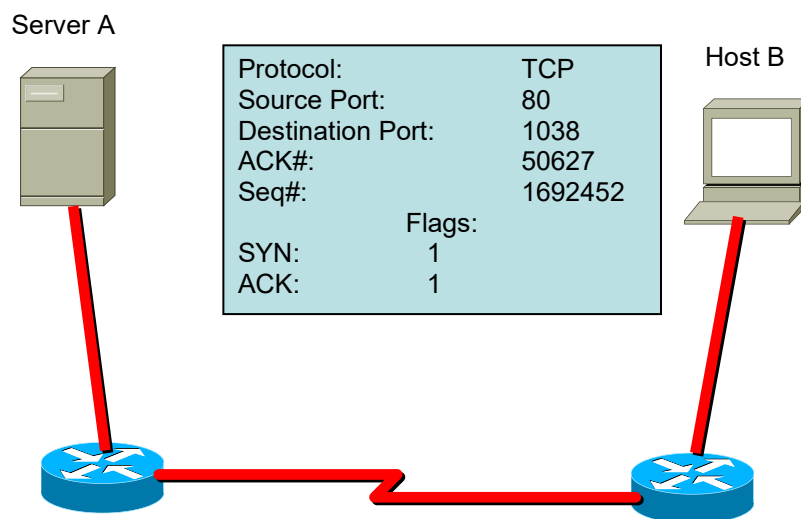 Server A
Host B
Protocol: TCP
Source Port: 80
Destination Port: 1038
ACK#: 50627
Seq#: 1692452
Flags:
SYN: 1
ACK: 1